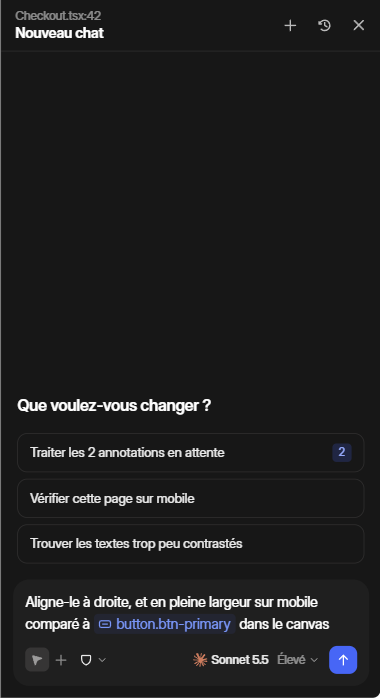 Checkout.tsx:42
Nouveau chat
Que voulez-vous changer ?
Traiter les 2 annotations en attente 2
Vérifier cette page sur mobile
Trouver les textes trop peu contrastés
Aligne-le à droite, et en pleine largeur sur mobile
comparé à button.btn-primary dans le canvas
Sonnet 5.5 Élevé